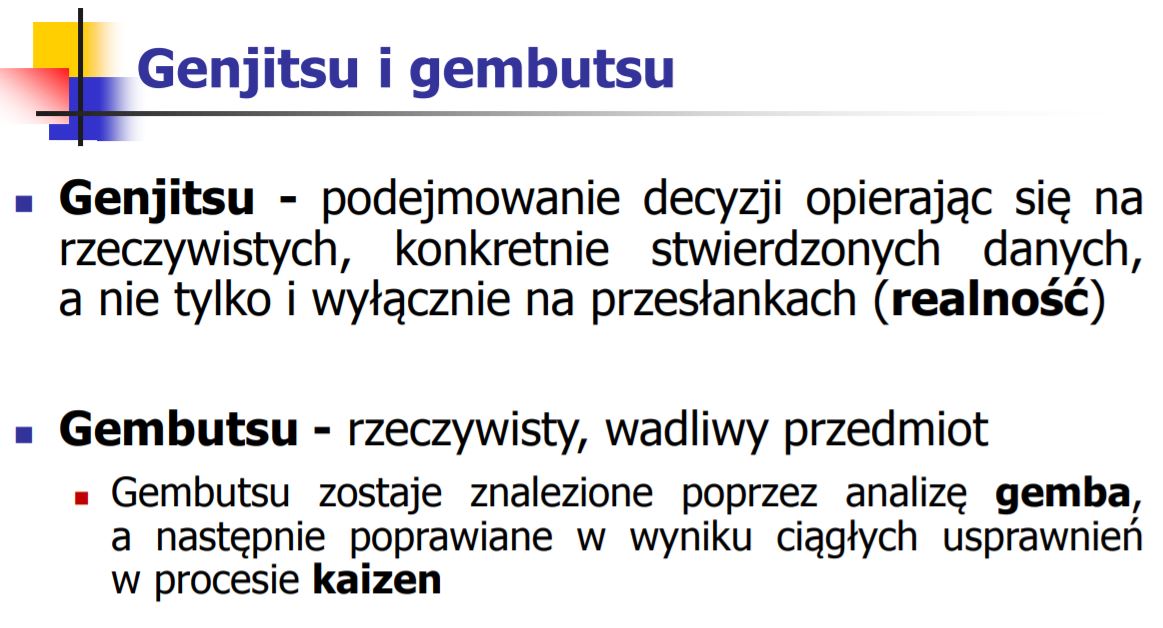 Genjitsu i gembutsu
Genjitsu - podejmowanie decyzji opierając się na
rzeczywistych, konkretnie stwierdzonych danych,
a nie tylko i wyłącznie na przesłankach (realność)
Gembutsu - rzeczywisty, wadliwy przedmiot
Gembutsu zostaje znalezione poprzez analizę gemba,
a następnie poprawiane w wyniku ciągłych usprawnień
w procesie kaizen